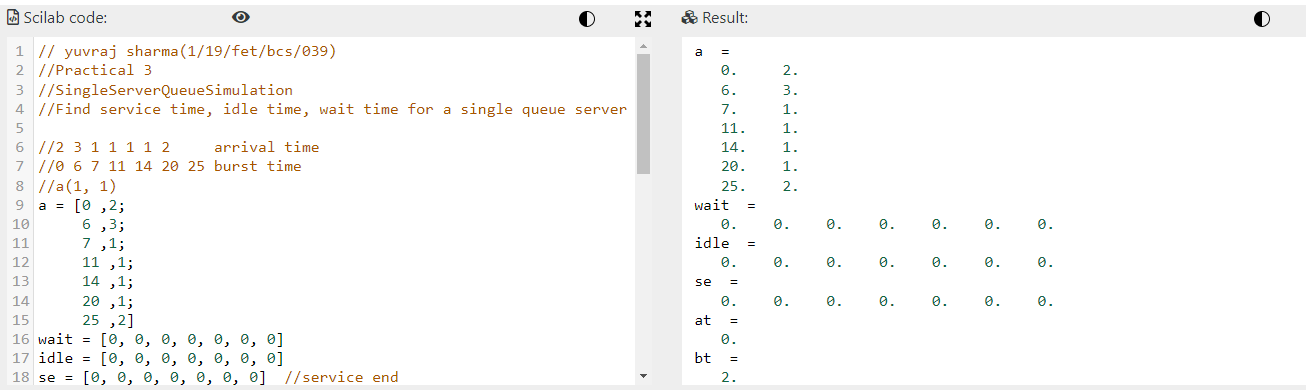 Scilab code:
1 // yuvraj sharma(1/19/fet/bcs/039)
2 //Practical 3
3 //SingleServerQueueSimulation
4 //Find service time, idle time, wait time for a single queue server
5
6 //2 3 1 1 1 1 2     arrival time
7 //0 6 7 11 14 20 25 burst time
8 //a(1, 1)
9 a = [0 ,2;
10      6 ,3;
11      7 ,1;
12      11 ,1;
13      14 ,1;
14      20 ,1;
15      25 ,2]
16 wait = [0, 0, 0, 0, 0, 0, 0]
17 idle = [0, 0, 0, 0, 0, 0, 0]
18 se = [0, 0, 0, 0, 0, 0, 0]  //service end
Result:
a  =
0.     2.
6.     3.
7.     1.
11.    1.
14.    1.
20.    1.
25.    2.
wait  =
0.    0.    0.    0.    0.    0.    0.
idle  =
0.    0.    0.    0.    0.    0.    0.
se  =
0.    0.    0.    0.    0.    0.    0.
at  =
0.
bt  =
2.